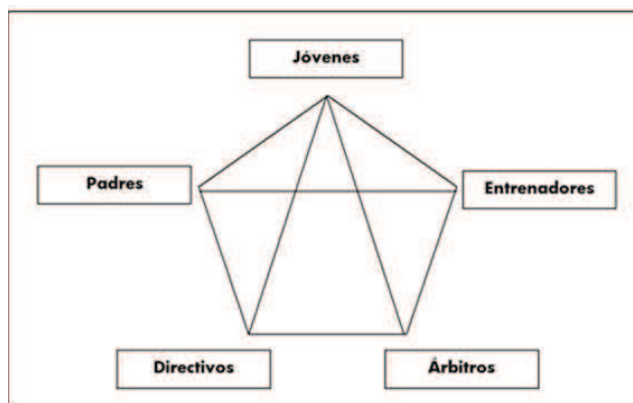 Jóvenes
Padres
Entrenadores
Directivos
Árbitros